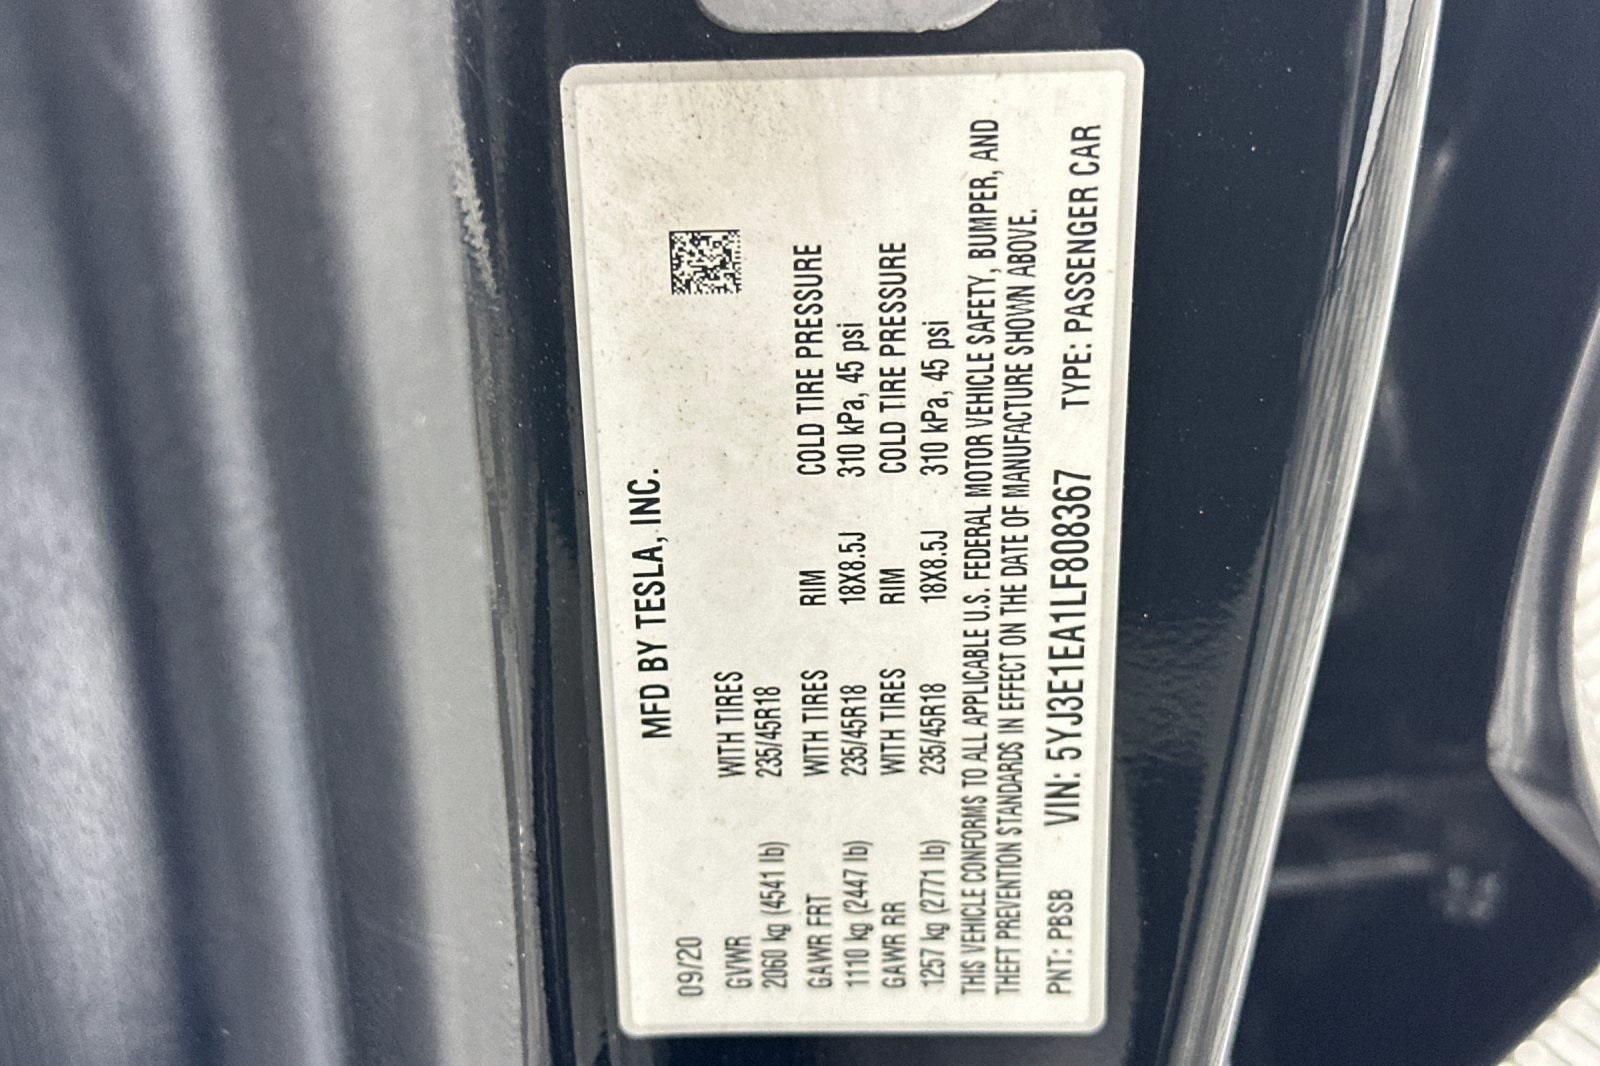 MFD BY TESLA, INC.
09/20
GVWR WITH TIRES
2060 kg (4541 lb) 235/45R18
GAWR FRT WITH TIRES RIM COLD TIRE PRESSURE
1110 kg (2447 lb) 235/45R18 18X8.5J 310 kPa, 45 psi
GAWR RR WITH TIRES RIM COLD TIRE PRESSURE
1257 kg (2771 lb) 235/45R18 18X8.5J 310 kPa, 45 psi
THIS VEHICLE CONFORMS TO ALL APPLICABLE U.S. FEDERAL MOTOR VEHICLE SAFETY, BUMPER, AND
THEFT PREVENTION STANDARDS IN EFFECT ON THE DATE OF MANUFACTURE SHOWN ABOVE.
PNT: PBSB VIN: 5YJ3E1EA1LF808367 TYPE: PASSENGER CAR